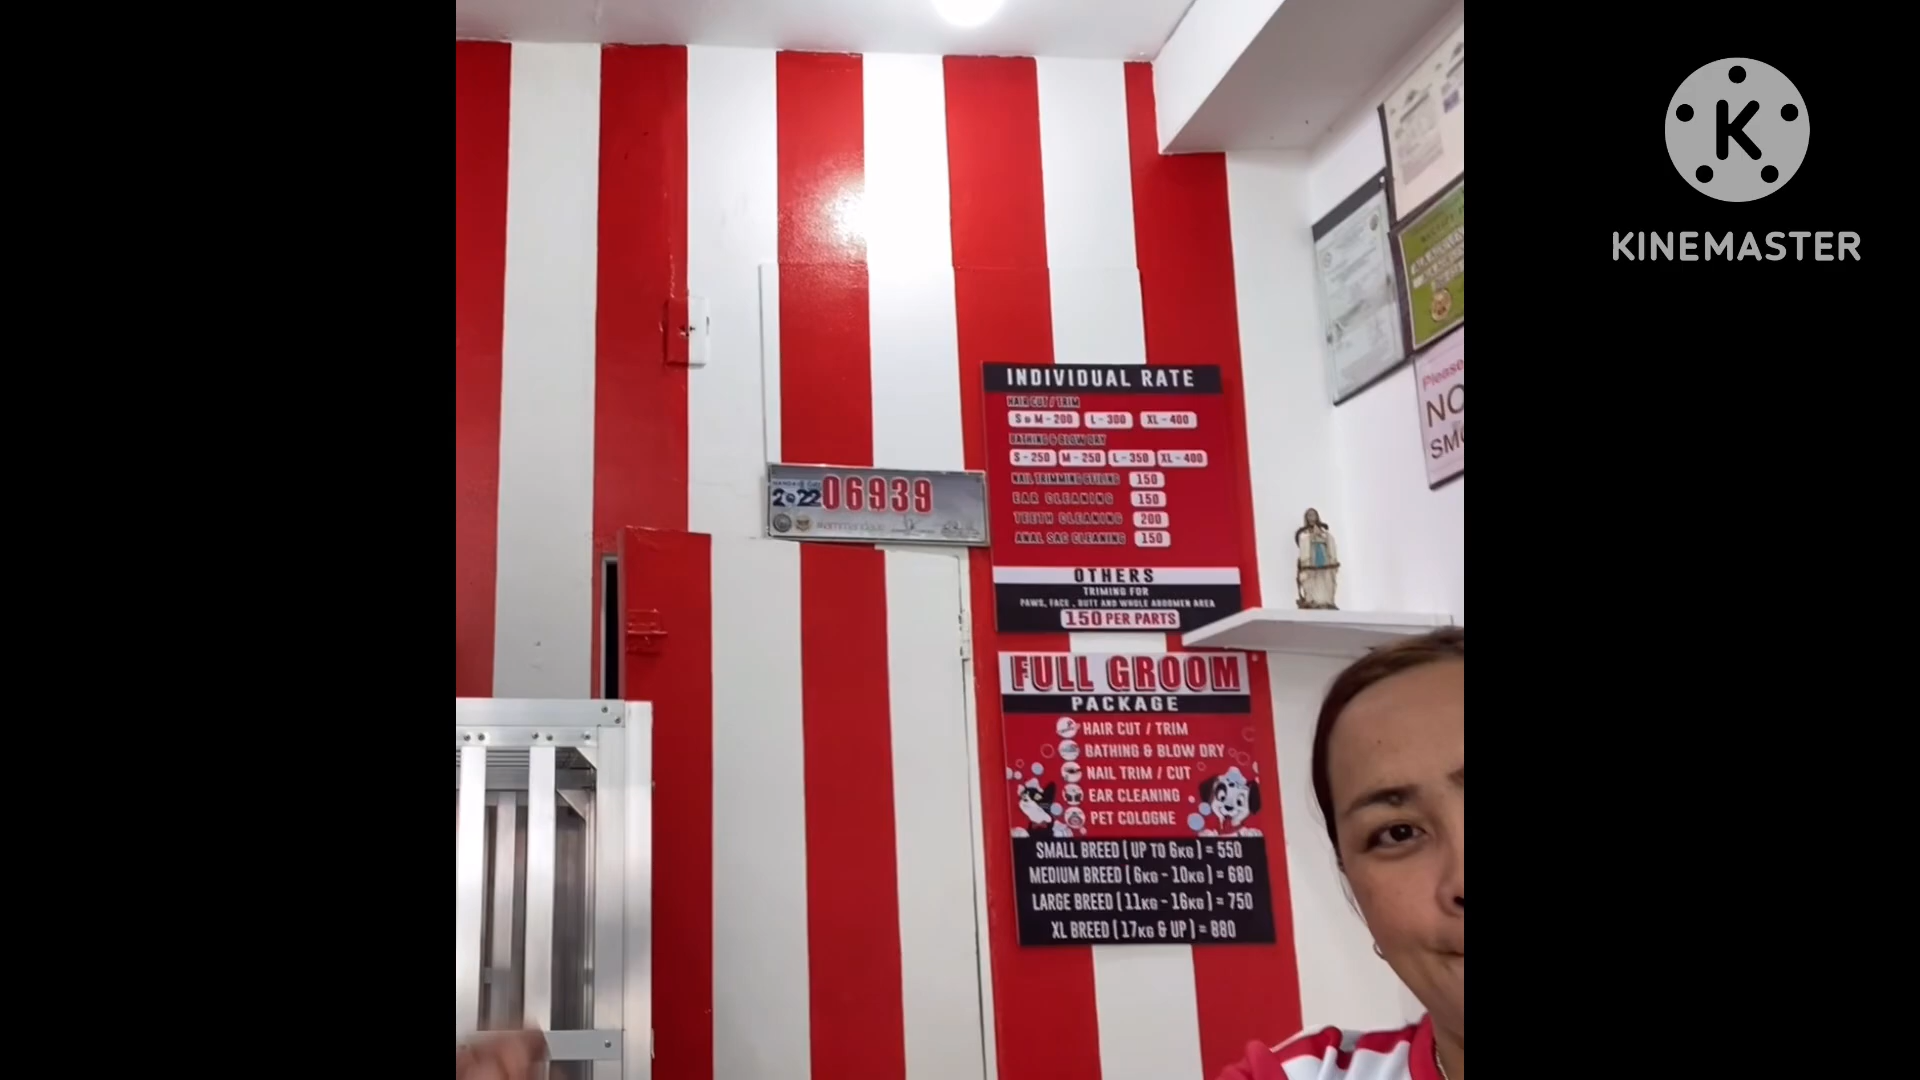 KINEMASTER
INDIVIDUAL RATE
HAIR CUT / TRIM
S & M - 200 L - 300 XL - 400
BATHING & BLOW DRY
S - 250 M - 250 L - 350 XL - 400
NAIL TRIMMING & FILING 150
EAR CLEANING 150
TEETH CLEANING 200
ANAL SAC CLEANING 150
OTHERS
TRIMING FOR
PAWS, FACE, BUTT AND WHOLE ABDOMEN AREA
150 PER PARTS
2022 06939
FULL GROOM
PACKAGE
HAIR CUT / TRIM
BATHING & BLOW DRY
NAIL TRIM / CUT
EAR CLEANING
PET COLOGNE
SMALL BREED ( UP TO 6KG ) = 550
MEDIUM BREED ( 6KG - 10KG ) = 680
LARGE BREED ( 11KG - 16KG ) = 750
XL BREED ( 17KG & UP ) = 880
Please
NO